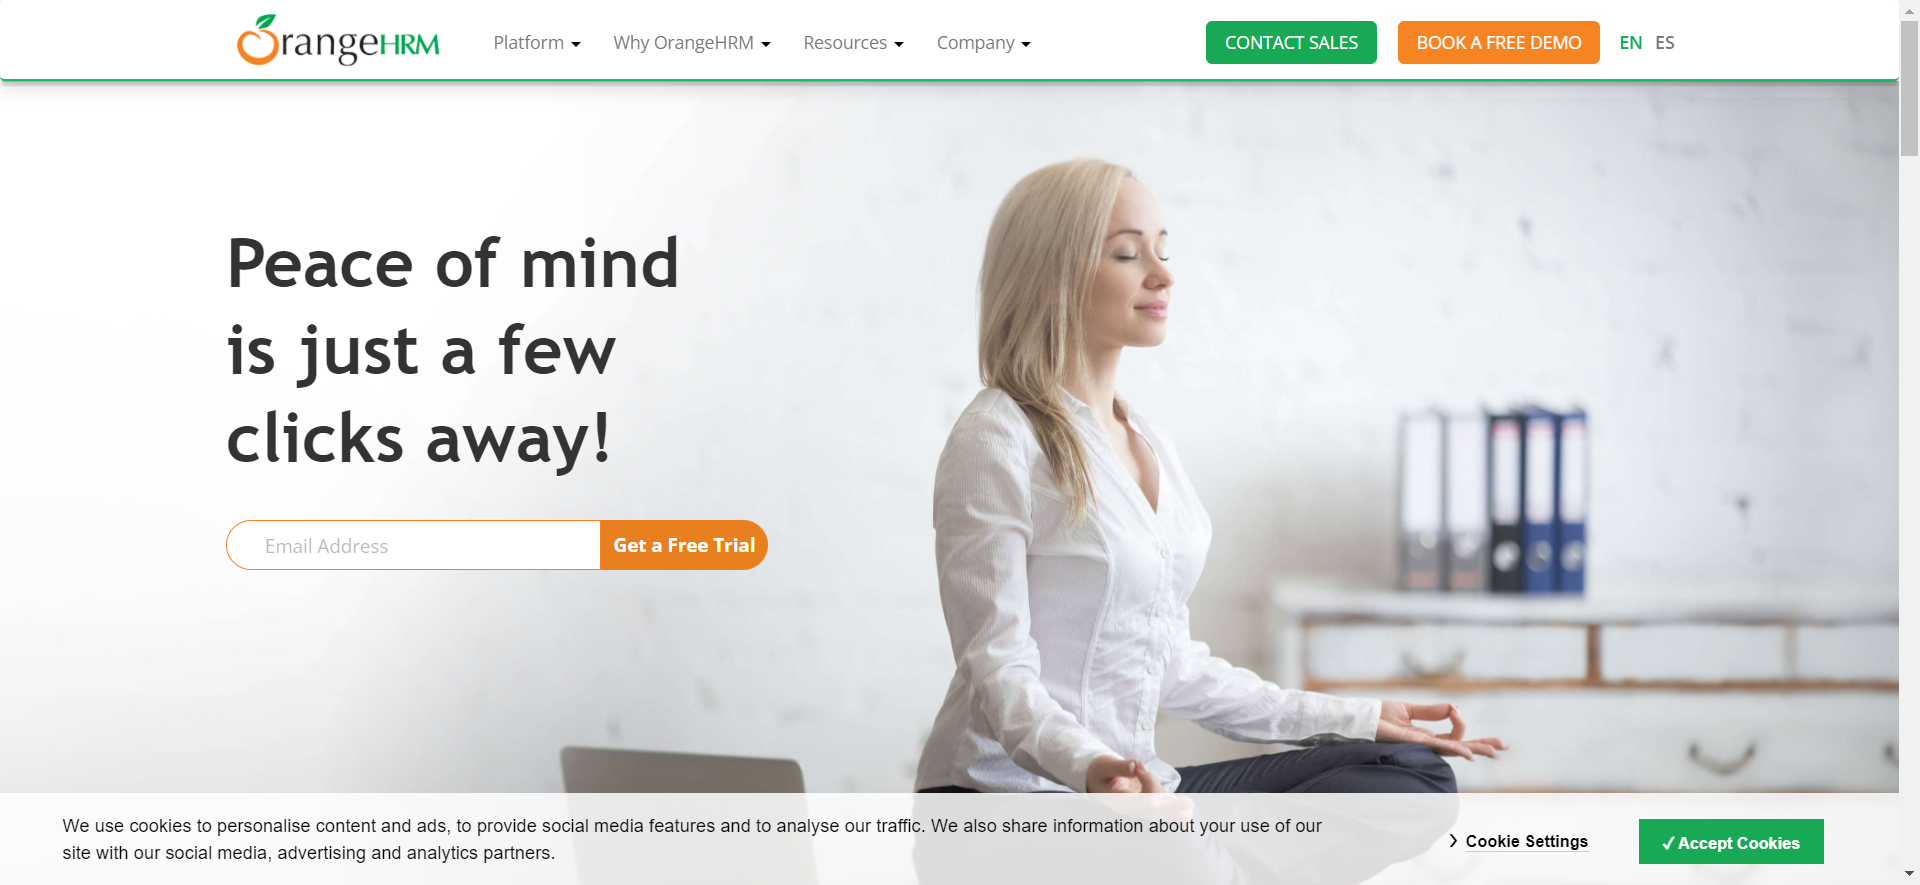 OrangeHRM
Platform
Why OrangeHRM
Resources
Company
CONTACT SALES
BOOK A FREE DEMO
EN
ES
Peace of mind
is just a few
clicks away!
Email Address
Get a Free Trial
We use cookies to personalise content and ads, to provide social media features and to analyse our traffic. We also share information about your use of our
site with our social media, advertising and analytics partners.
Cookie Settings
✓ Accept Cookies